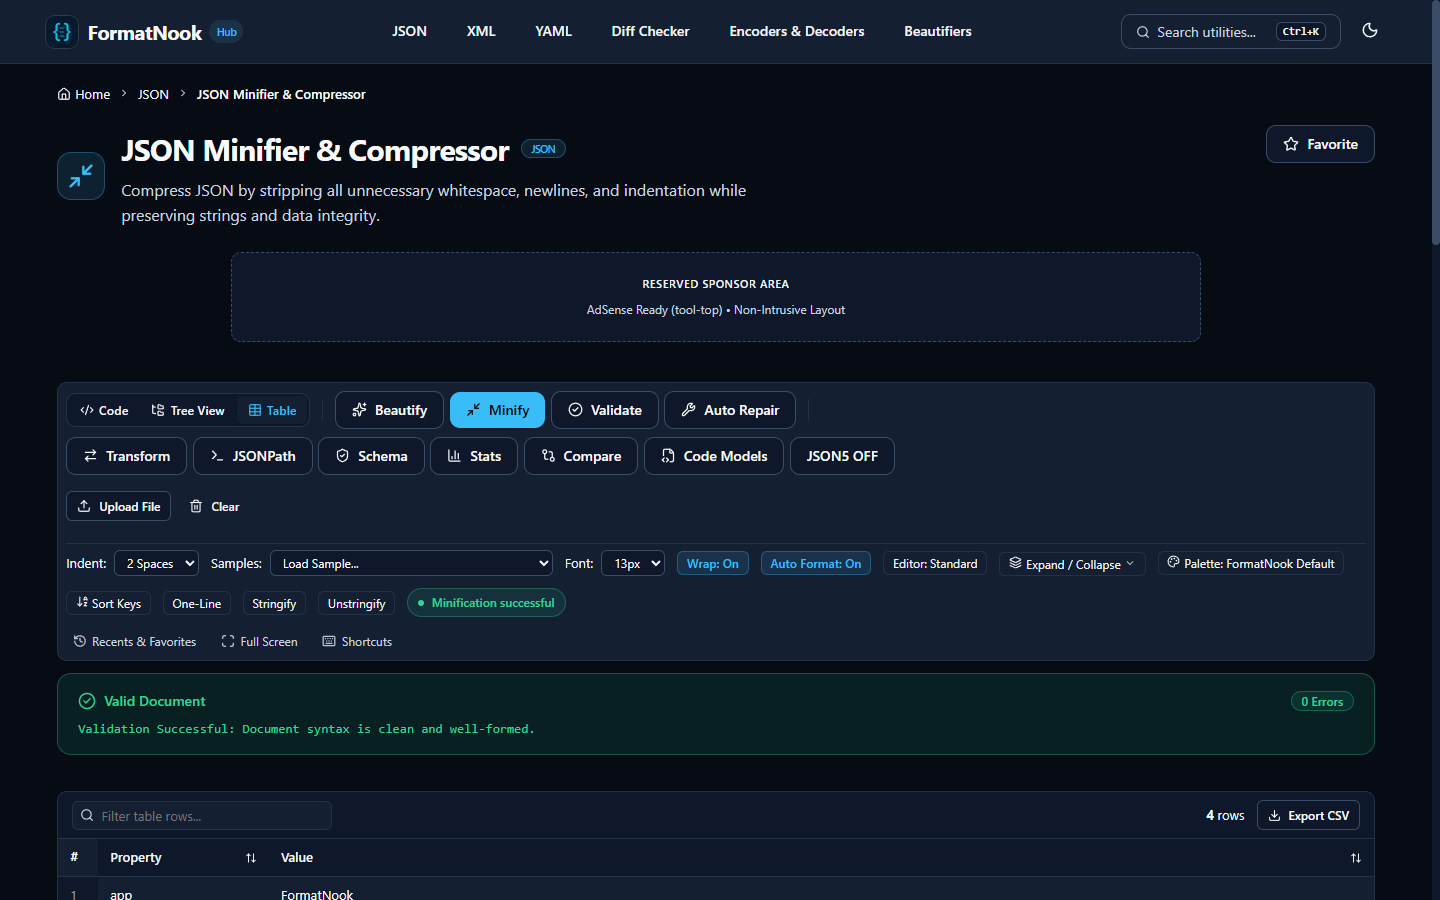 FormatNook Hub
JSON XML YAML Diff Checker Encoders & Decoders Beautifiers
Search utilities... Ctrl+K
Home > JSON > JSON Minifier & Compressor
JSON Minifier & Compressor JSON
Favorite
Compress JSON by stripping all unnecessary whitespace, newlines, and indentation while
preserving strings and data integrity.
RESERVED SPONSOR AREA
AdSense Ready (tool-top) • Non-Intrusive Layout
Code Tree View Table Beautify Minify Validate Auto Repair
Transform JSONPath Schema Stats Compare Code Models JSON5 OFF
Upload File Clear
Indent: 2 Spaces Samples: Load Sample... Font: 13px Wrap: On Auto Format: On Editor: Standard Expand / Collapse Palette: FormatNook Default
Sort Keys One-Line Stringify Unstringify Minification successful
Recents & Favorites Full Screen Shortcuts
Valid Document 0 Errors
Validation Successful: Document syntax is clean and well-formed.
Filter table rows... 4 rows Export CSV
# Property Value
1 app FormatNook